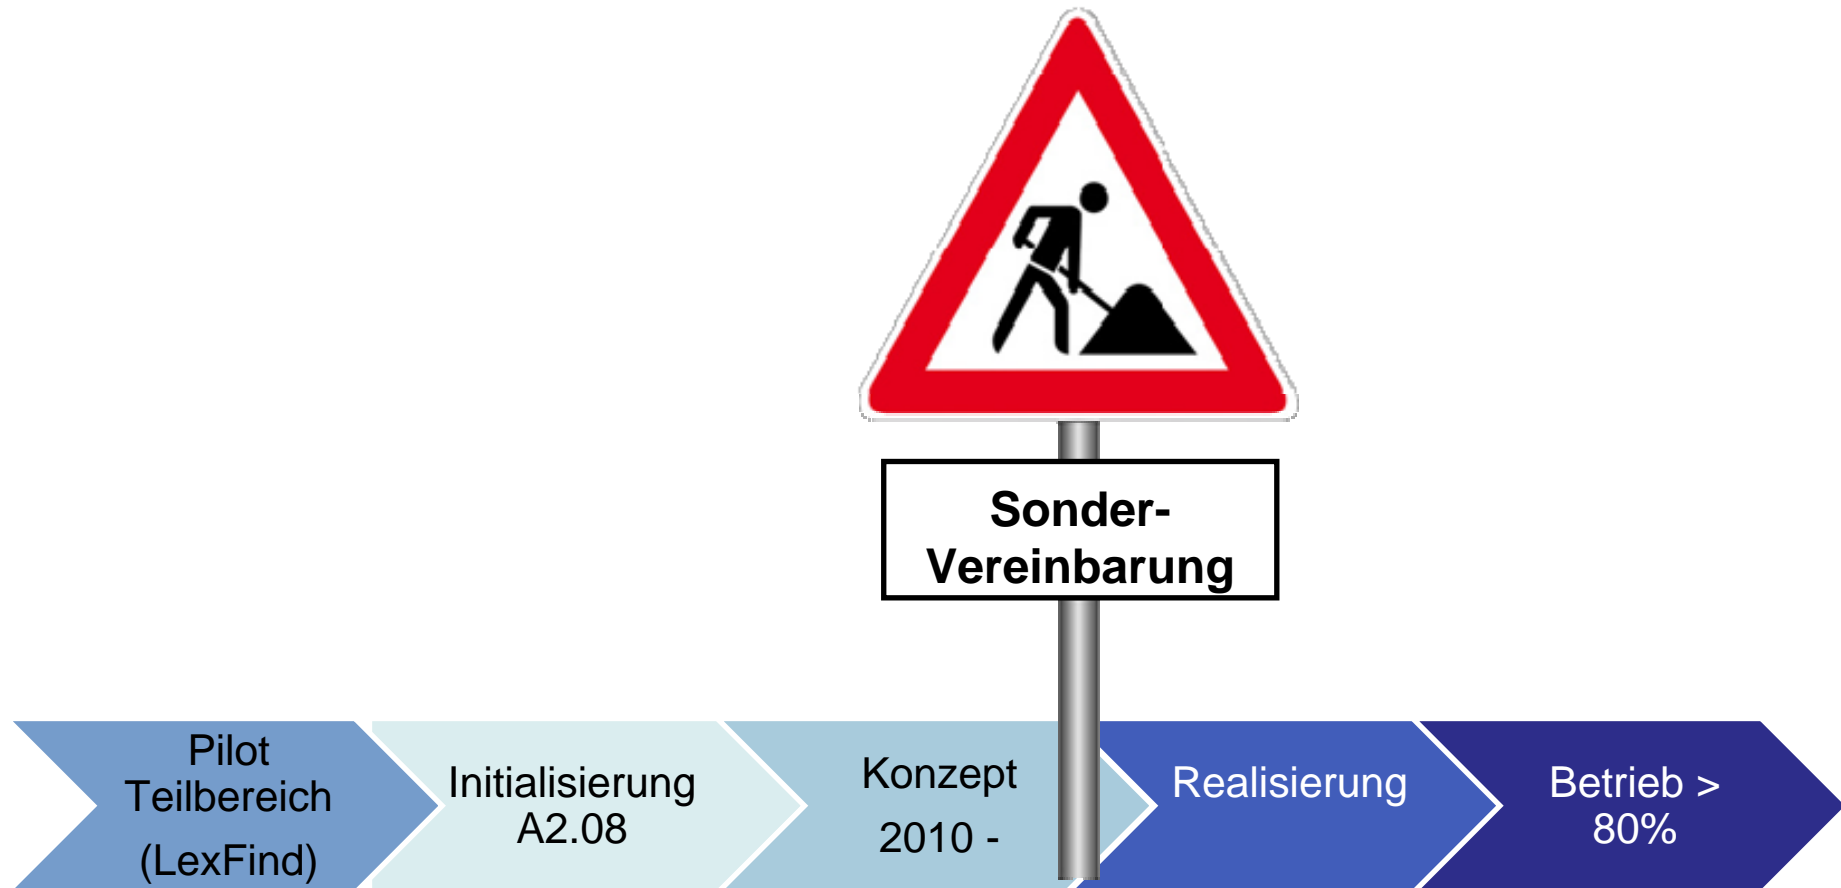 Sonder-
Vereinbarung
Pilot
Teilbereich
(LexFind)
Initialisierung
A2.08
Konzept
2010 -
Realisierung
Betrieb >
80%